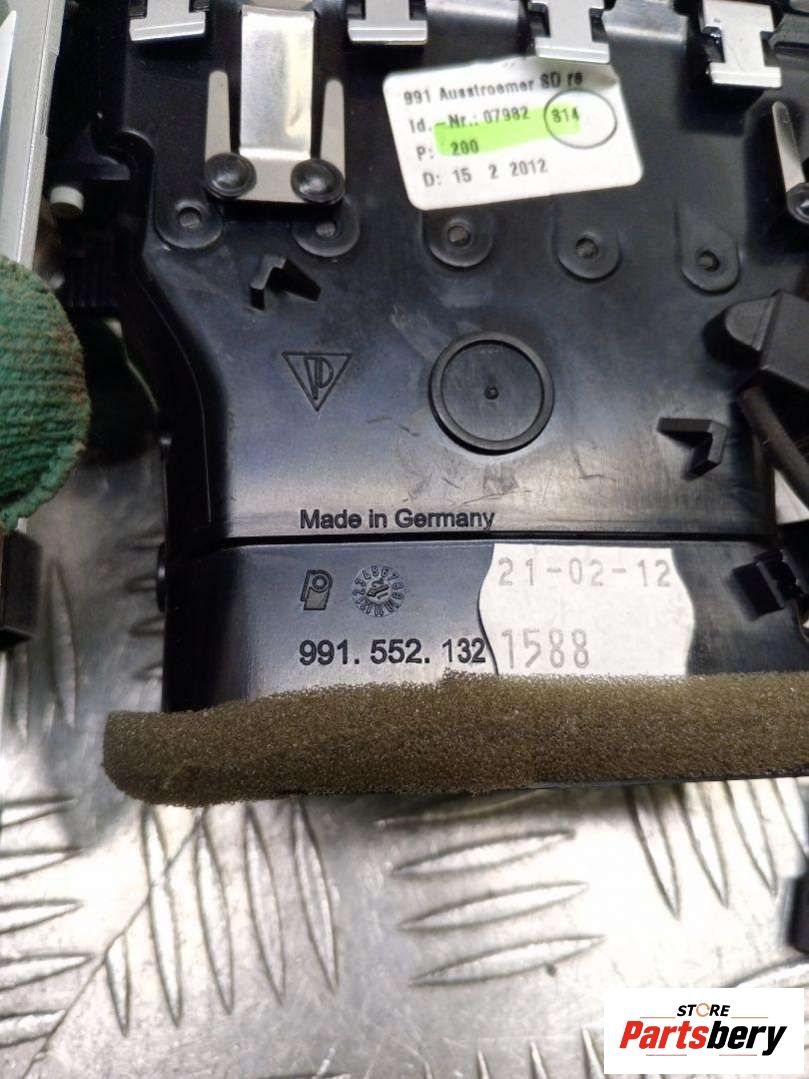 991 Ausstroemer SD re
Id.-Nr.: 07982 814
P: 200
D: 15 2 2012
Made in Germany
21-02-12
991. 552. 132
1588
STORE
Partsbery